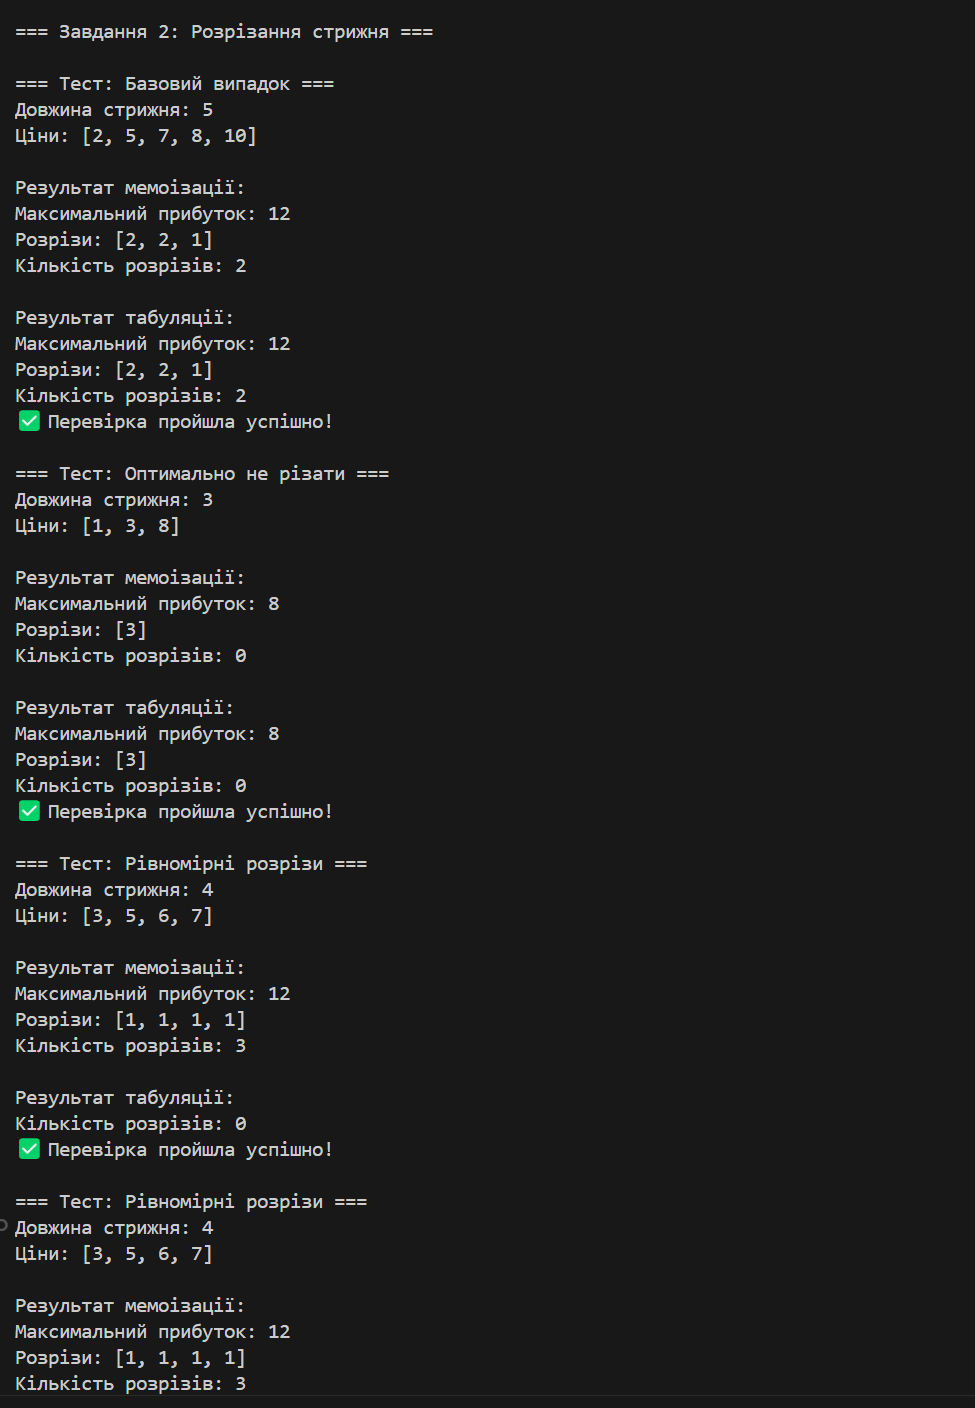 === Завдання 2: Розрізання стрижня ===
=== Тест: Базовий випадок ===
Довжина стрижня: 5
Ціни: [2, 5, 7, 8, 10]
Результат мемоізації:
Максимальний прибуток: 12
Розрізи: [2, 2, 1]
Кількість розрізів: 2
Результат табуляції:
Максимальний прибуток: 12
Розрізи: [2, 2, 1]
Кількість розрізів: 2
✅ Перевірка пройшла успішно!
=== Тест: Оптимально не різати ===
Довжина стрижня: 3
Ціни: [1, 3, 8]
Результат мемоізації:
Максимальний прибуток: 8
Розрізи: [3]
Кількість розрізів: 0
Результат табуляції:
Максимальний прибуток: 8
Розрізи: [3]
Кількість розрізів: 0
✅ Перевірка пройшла успішно!
=== Тест: Рівномірні розрізи ===
Довжина стрижня: 4
Ціни: [3, 5, 6, 7]
Результат мемоізації:
Максимальний прибуток: 12
Розрізи: [1, 1, 1, 1]
Кількість розрізів: 3
Результат табуляції:
Кількість розрізів: 0
✅ Перевірка пройшла успішно!
=== Тест: Рівномірні розрізи ===
Довжина стрижня: 4
Ціни: [3, 5, 6, 7]
Результат мемоізації:
Максимальний прибуток: 12
Розрізи: [1, 1, 1, 1]
Кількість розрізів: 3